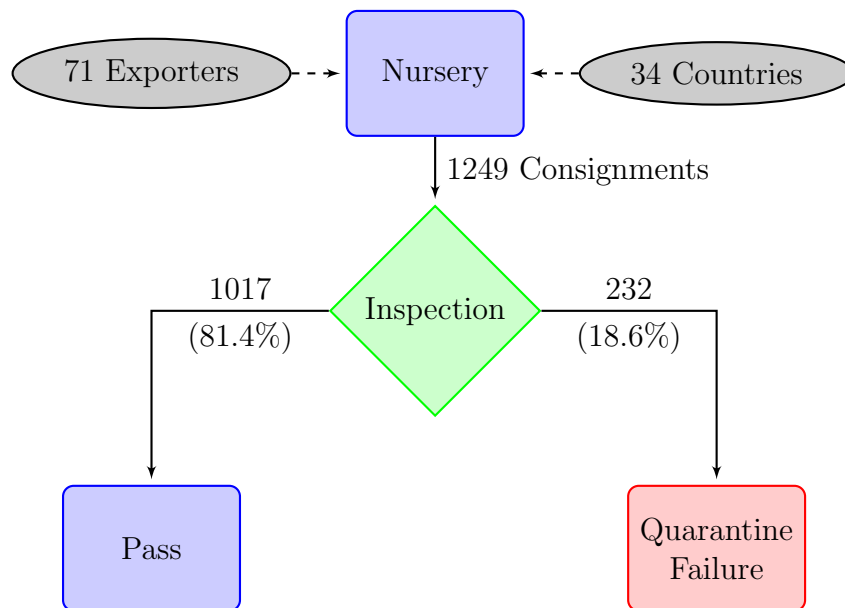 71 Exporters
Nursery
34 Countries
1249 Consignments
1017
(81.4%)
Inspection
232
(18.6%)
Pass
Quarantine
Failure